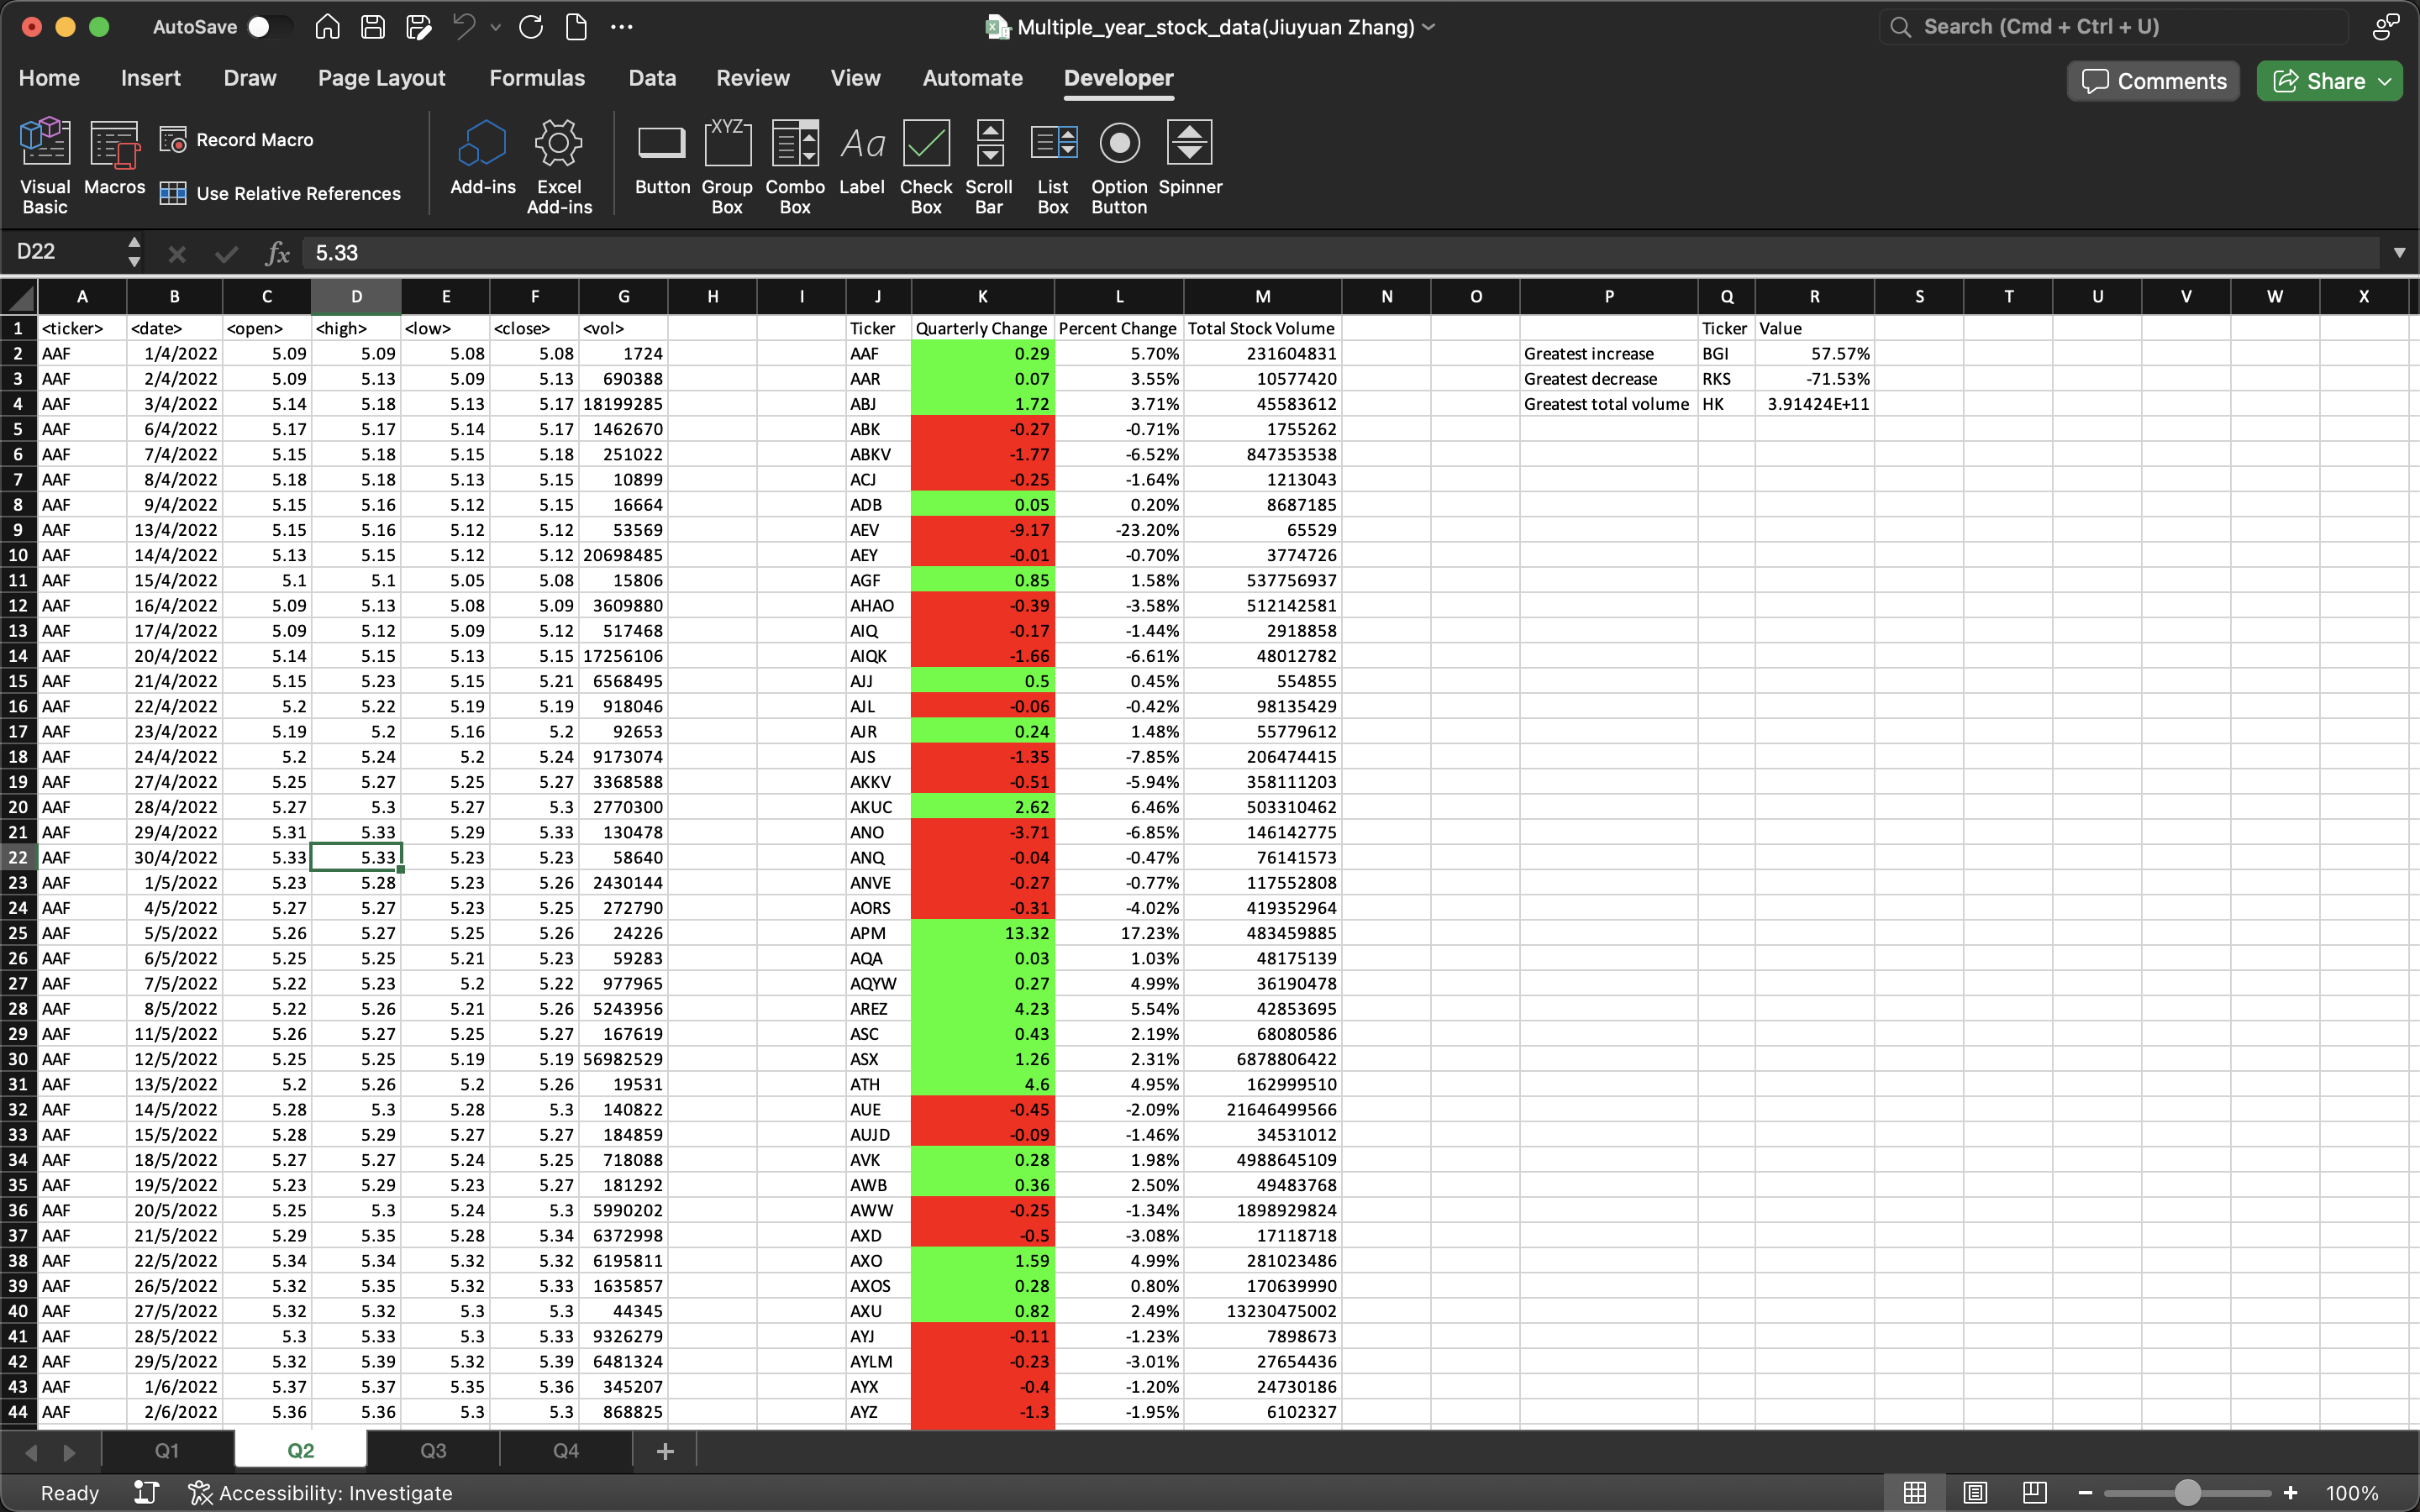 AutoSave
Multiple_year_stock_data(Jiuyuan Zhang)
Search (Cmd + Ctrl + U)
Home Insert Draw Page Layout Formulas Data Review View Automate Developer
Comments Share
Visual Basic
Macros
Record Macro
Use Relative References
Add-ins
Excel Add-ins
Button
XYZ
Group Box
Combo Box
Aa
Label
Check Box
Scroll Bar
List Box
Option Button
Spinner
D22 fx 5.33
A B C D E F G H I J K L M N O P Q R S T U V W X
1 <ticker> <date> <open> <high> <low> <close> <vol> Ticker Quarterly Change Percent Change Total Stock Volume Ticker Value
2 AAF 1/4/2022 5.09 5.09 5.08 5.08 1724 AAF 0.29 5.70% 231604831 Greatest increase BGI 57.57%
3 AAF 2/4/2022 5.09 5.13 5.09 5.13 690388 AAR 0.07 3.55% 10577420 Greatest decrease RKS -71.53%
4 AAF 3/4/2022 5.14 5.18 5.13 5.17 18199285 ABJ 1.72 3.71% 45583612 Greatest total volume HK 3.91424E+11
5 AAF 6/4/2022 5.17 5.17 5.14 5.17 1462670 ABK -0.27 -0.71% 1755262
6 AAF 7/4/2022 5.15 5.18 5.15 5.18 251022 ABKV -1.77 -6.52% 847353538
7 AAF 8/4/2022 5.18 5.18 5.13 5.15 10899 ACJ -0.25 -1.64% 1213043
8 AAF 9/4/2022 5.15 5.16 5.12 5.15 16664 ADB 0.05 0.20% 8687185
9 AAF 13/4/2022 5.15 5.16 5.12 5.12 53569 AEV -9.17 -23.20% 65529
10 AAF 14/4/2022 5.13 5.15 5.12 5.12 20698485 AEY -0.01 -0.70% 3774726
11 AAF 15/4/2022 5.1 5.1 5.05 5.08 15806 AGF 0.85 1.58% 537756937
12 AAF 16/4/2022 5.09 5.13 5.08 5.09 3609880 AHAO -0.39 -3.58% 512142581
13 AAF 17/4/2022 5.09 5.12 5.09 5.12 517468 AIQ -0.17 -1.44% 2918858
14 AAF 20/4/2022 5.14 5.15 5.13 5.15 17256106 AIQK -1.66 -6.61% 48012782
15 AAF 21/4/2022 5.15 5.23 5.15 5.21 6568495 AJJ 0.5 0.45% 554855
16 AAF 22/4/2022 5.2 5.22 5.19 5.19 918046 AJL -0.06 -0.42% 98135429
17 AAF 23/4/2022 5.19 5.2 5.16 5.2 92653 AJR 0.24 1.48% 55779612
18 AAF 24/4/2022 5.2 5.24 5.2 5.24 9173074 AJS -1.35 -7.85% 206474415
19 AAF 27/4/2022 5.25 5.27 5.25 5.27 3368588 AKKV -0.51 -5.94% 358111203
20 AAF 28/4/2022 5.27 5.3 5.27 5.3 2770300 AKUC 2.62 6.46% 503310462
21 AAF 29/4/2022 5.31 5.33 5.29 5.33 130478 ANO -3.71 -6.85% 146142775
22 AAF 30/4/2022 5.33 5.33 5.23 5.23 58640 ANQ -0.04 -0.47% 76141573
23 AAF 1/5/2022 5.23 5.28 5.23 5.26 2430144 ANVE -0.27 -0.77% 117552808
24 AAF 4/5/2022 5.27 5.27 5.23 5.25 272790 AORS -0.31 -4.02% 419352964
25 AAF 5/5/2022 5.26 5.27 5.25 5.26 24226 APM 13.32 17.23% 483459885
26 AAF 6/5/2022 5.25 5.25 5.21 5.23 59283 AQA 0.03 1.03% 48175139
27 AAF 7/5/2022 5.22 5.23 5.2 5.22 977965 AQYW 0.27 4.99% 36190478
28 AAF 8/5/2022 5.22 5.26 5.21 5.26 5243956 AREZ 4.23 5.54% 42853695
29 AAF 11/5/2022 5.26 5.27 5.25 5.27 167619 ASC 0.43 2.19% 68080586
30 AAF 12/5/2022 5.25 5.25 5.19 5.19 56982529 ASX 1.26 2.31% 6878806422
31 AAF 13/5/2022 5.2 5.26 5.2 5.26 19531 ATH 4.6 4.95% 162999510
32 AAF 14/5/2022 5.28 5.3 5.28 5.3 140822 AUE -0.45 -2.09% 21646499566
33 AAF 15/5/2022 5.28 5.29 5.27 5.27 184859 AUJD -0.09 -1.46% 34531012
34 AAF 18/5/2022 5.27 5.27 5.24 5.25 718088 AVK 0.28 1.98% 4988645109
35 AAF 19/5/2022 5.23 5.29 5.23 5.27 181292 AWB 0.36 2.50% 49483768
36 AAF 20/5/2022 5.25 5.3 5.24 5.3 5990202 AWW -0.25 -1.34% 1898929824
37 AAF 21/5/2022 5.29 5.35 5.28 5.34 6372998 AXD -0.5 -3.08% 17118718
38 AAF 22/5/2022 5.34 5.34 5.32 5.32 6195811 AXO 1.59 4.99% 281023486
39 AAF 26/5/2022 5.32 5.35 5.32 5.33 1635857 AXOS 0.28 0.80% 170639990
40 AAF 27/5/2022 5.32 5.32 5.3 5.3 44345 AXU 0.82 2.49% 13230475002
41 AAF 28/5/2022 5.3 5.33 5.3 5.33 9326279 AYJ -0.11 -1.23% 7898673
42 AAF 29/5/2022 5.32 5.39 5.32 5.39 6481324 AYLM -0.23 -3.01% 27654436
43 AAF 1/6/2022 5.37 5.37 5.35 5.36 345207 AYX -0.4 -1.20% 24730186
44 AAF 2/6/2022 5.36 5.36 5.3 5.3 868825 AYZ -1.3 -1.95% 6102327
Q1 Q2 Q3 Q4 +
Ready Accessibility: Investigate 100%